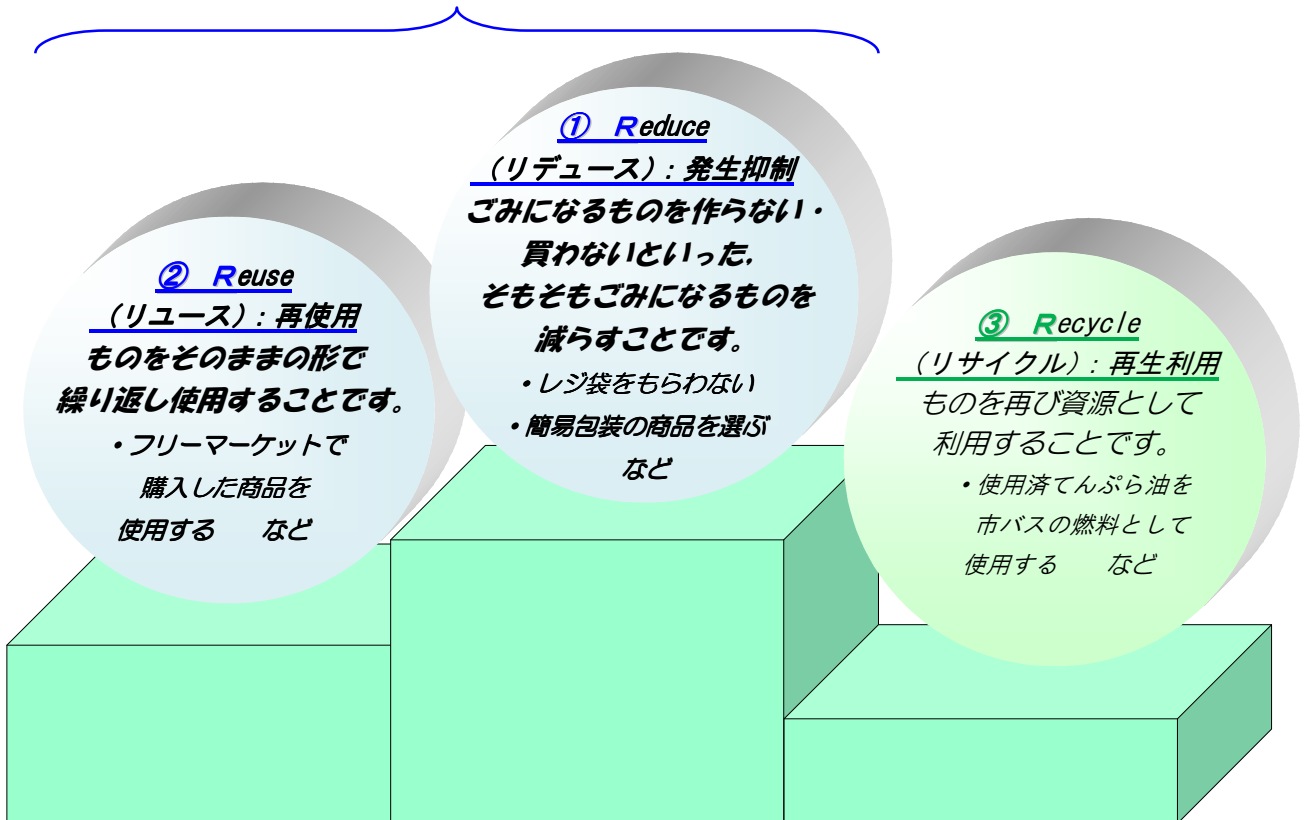 ① Reduce
（リデュース）：発生抑制
ごみになるものを作らない・
買わないといった，
そもそもごみになるものを
減らすことです。
・レジ袋をもらわない
・簡易包装の商品を選ぶ
など
② Reuse
（リユース）：再使用
ものをそのままの形で
繰り返し使用することです。
・フリーマーケットで
購入した商品を
使用する　など
③ Recycle
（リサイクル）：再生利用
ものを再び資源として
利用することです。
・使用済てんぷら油を
市バスの燃料として
使用する　など